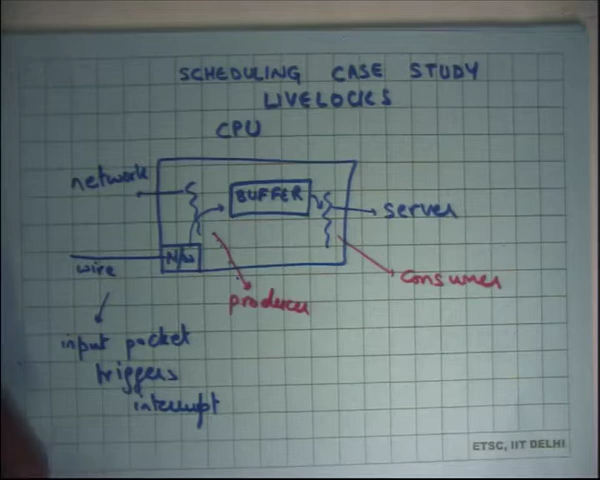 SCHEDULING CASE STUDY
LIVELOCKS
CPU
network
BUFFER
server
N/W
wire
consumer
producer
input packet
triggers
interrupt
ETSC, IIT DELHI